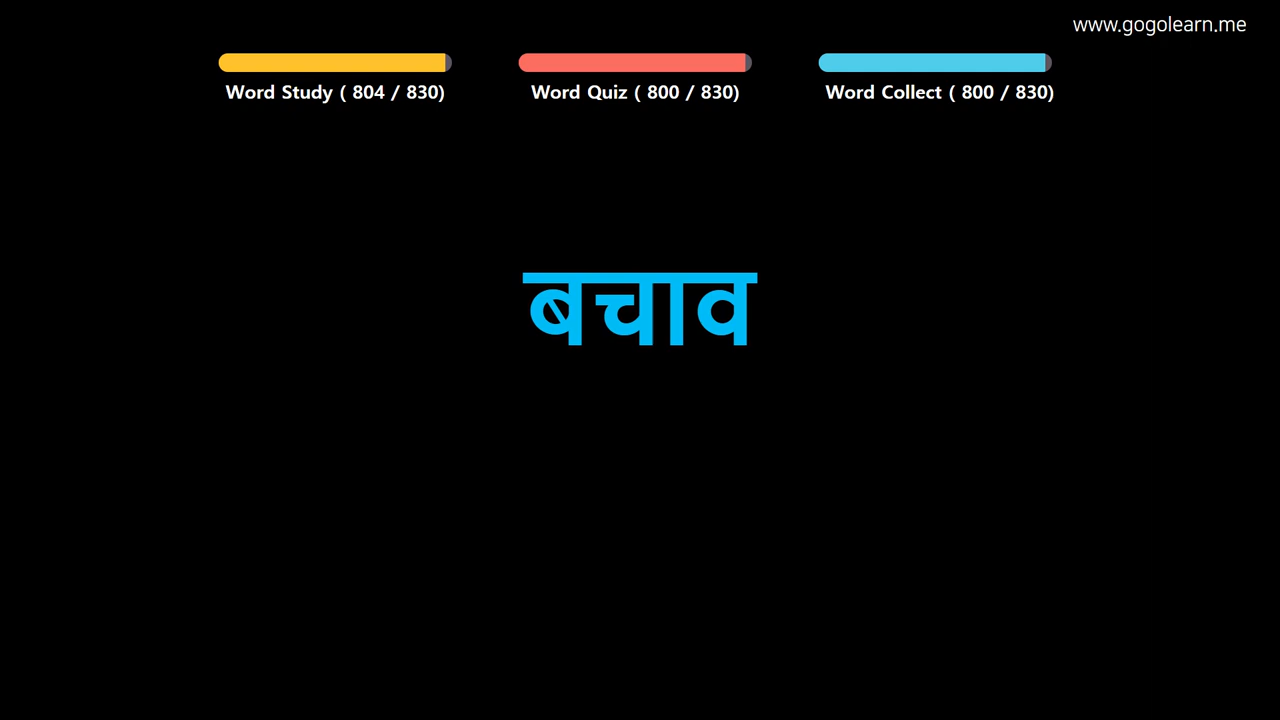 www.gogolearn.me
Word Study ( 804 / 830)
Word Quiz ( 800 / 830)
Word Collect ( 800 / 830)
बचाव